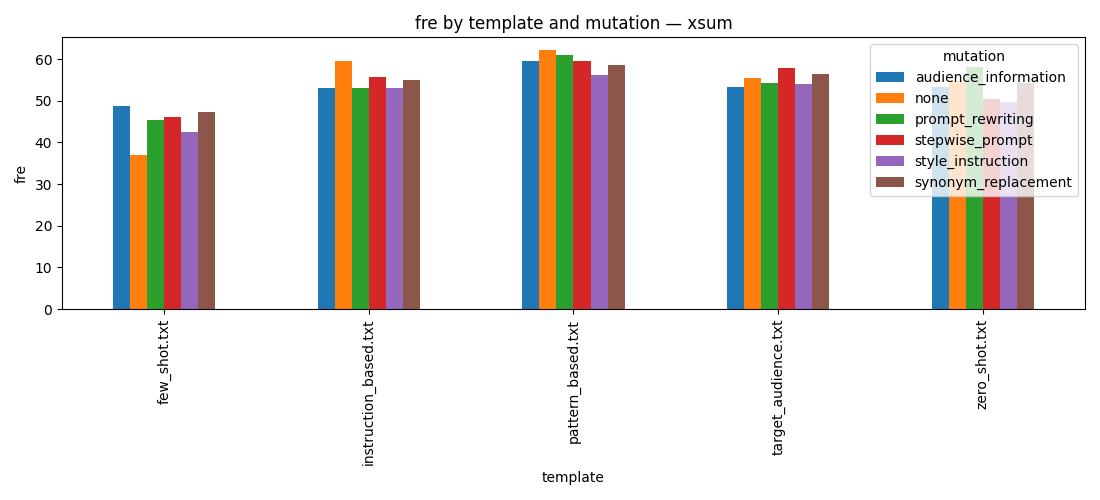 fre by template and mutation — xsum
mutation
audience_information
none
prompt_rewriting
stepwise_prompt
style_instruction
synonym_replacement
fre
60
50
40
30
20
10
0
few_shot.txt
instruction_based.txt
pattern_based.txt
target_audience.txt
zero_shot.txt
template